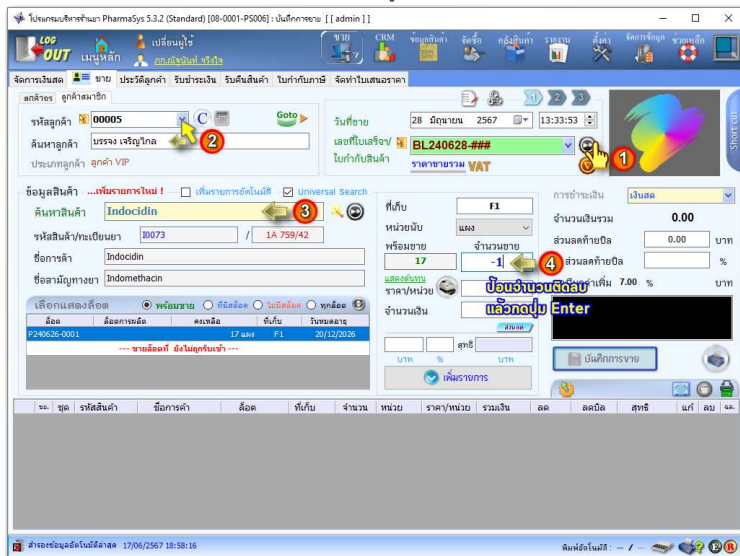 โปรแกรมบริหารร้านยา PharmaSys 5.3.2 (Standard) [08-0001-PS006] : บันทึกการขาย [[ admin ]]
LOG OUT เมนูหลัก เปลี่ยนผู้ใช้ ขาย CRM ข้อมูลสินค้า จัดซื้อ คลังสินค้า รายงาน ตั้งค่า จัดการข้อมูล ช่วยเหลือ
จัดการเงินสด ขาย ประวัติลูกค้า รับชำระเงิน รับคืนสินค้า ใบกำกับภาษี จัดทำใบเสนอราคา
ลูกค้าจร ลูกค้าสมาชิก 1 2 3
รหัสลูกค้า 00005 C Goto วันที่ขาย 28 มิถุนายน 2567 13:33:53 Short cut
2
ค้นหาลูกค้า บรรจง เจริญไกล เลขที่ใบเสร็จฯ/ ใบกำกับสินค้า BL240628-### 1
ประเภทลูกค้า ลูกค้า VIP ราคาขายรวม VAT
ข้อมูลสินค้า ...เพิ่มรายการใหม่ ! เพิ่มรายการอัตโนมัติ Universal Search การชำระเงิน เงินสด
ค้นหาสินค้า Indocidin 3 ที่เก็บ F1 จำนวนเงินรวม 0.00
รหัสสินค้า/ทะเบียนยา I0073 / 1A 759/42 หน่วยนับ แผง ส่วนลดท้ายบิล 0.00 บาท
ชื่อการค้า Indocidin พร้อมขาย จำนวนขาย ส่วนลดท้ายบิล %
17 -1 4
ชื่อสามัญทางยา Indomethacin แสดงต้นทุน ป้อนจำนวนติดลบ 7.00 % บาท
ราคา/หน่วย แล้วกดปุ่ม Enter
เลือกแสดงล็อต พร้อมขาย ที่มีสต็อค ไม่มีสต็อค ทุกล็อต จำนวนเงิน
ล็อต ล็อตการผลิต คงเหลือ ที่เก็บ วันหมดอายุ ส่วนลด
P240626-0001 17 แผง F1 20/12/2026 สุทธิ
--- ขายล็อตที่ ยังไม่ถูกรับเข้า --- บาท % บาท บันทึกการขาย
เพิ่มรายการ
ขย. ชุด รหัสสินค้า ชื่อการค้า ล็อต ที่เก็บ จำนวน หน่วย ราคา/หน่วย รวมเงิน ลด ลดบิล สุทธิ แก้ ลบ ฉล.
สำรองข้อมูลอัตโนมัติล่าสุด 17/06/2567 18:58:16 พิมพ์อัตโนมัติ : -- / -- E R